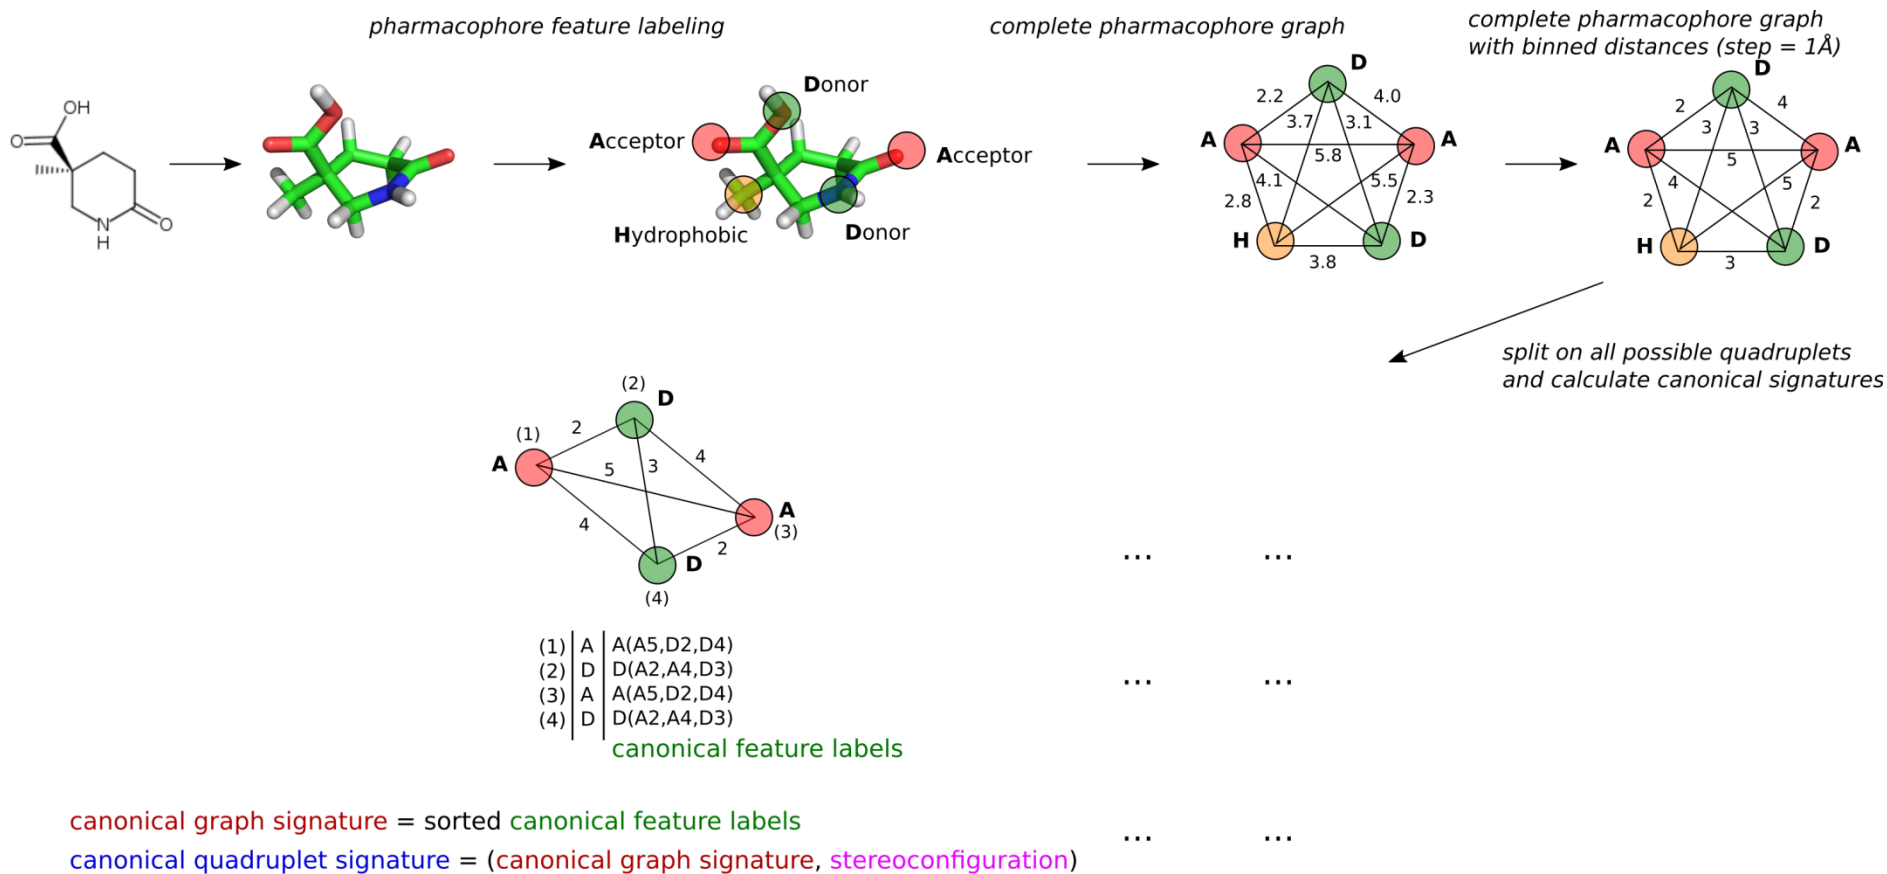 pharmacophore feature labeling
complete pharmacophore graph
complete pharmacophore graph
with binned distances (step = 1Å)
OH
O
N
H
O
Donor
Acceptor
Acceptor
Hydrophobic
Donor
D
2.2
4.0
3.7
3.1
A
A
5.8
4.1
5.5
2.8
2.3
H
D
3.8
D
2
4
3
3
A
A
5
4
5
2
2
H
D
3
split on all possible quadruplets
and calculate canonical signatures
(2)
D
(1)
2
A
5
3
4
A
(3)
4
2
D
(4)
... ...
(1) A A(A5,D2,D4)
(2) D D(A2,A4,D3)
(3) A A(A5,D2,D4)
(4) D D(A2,A4,D3)
canonical feature labels
... ...
canonical graph signature = sorted canonical feature labels
canonical quadruplet signature = (canonical graph signature, stereoconfiguration)
... ...